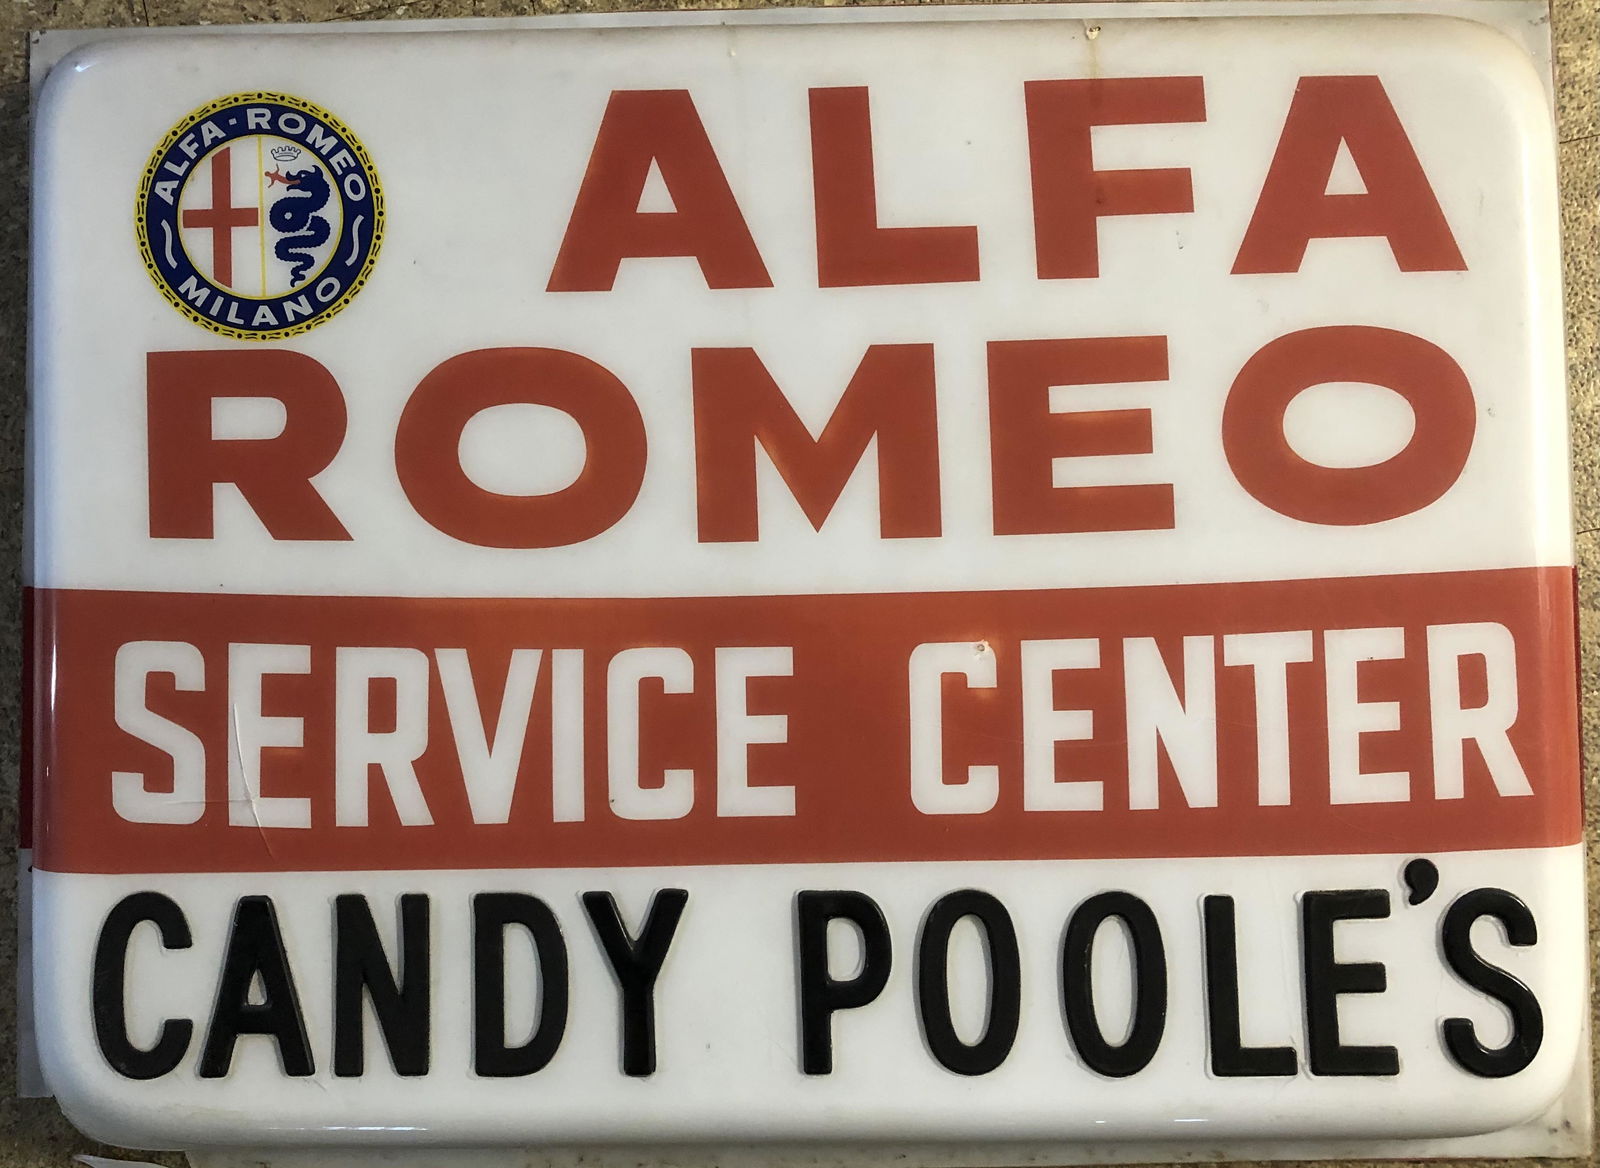 ALFA-ROMEO
MILANO
ALFA
ROMEO
SERVICE CENTER
CANDY POOLE'S